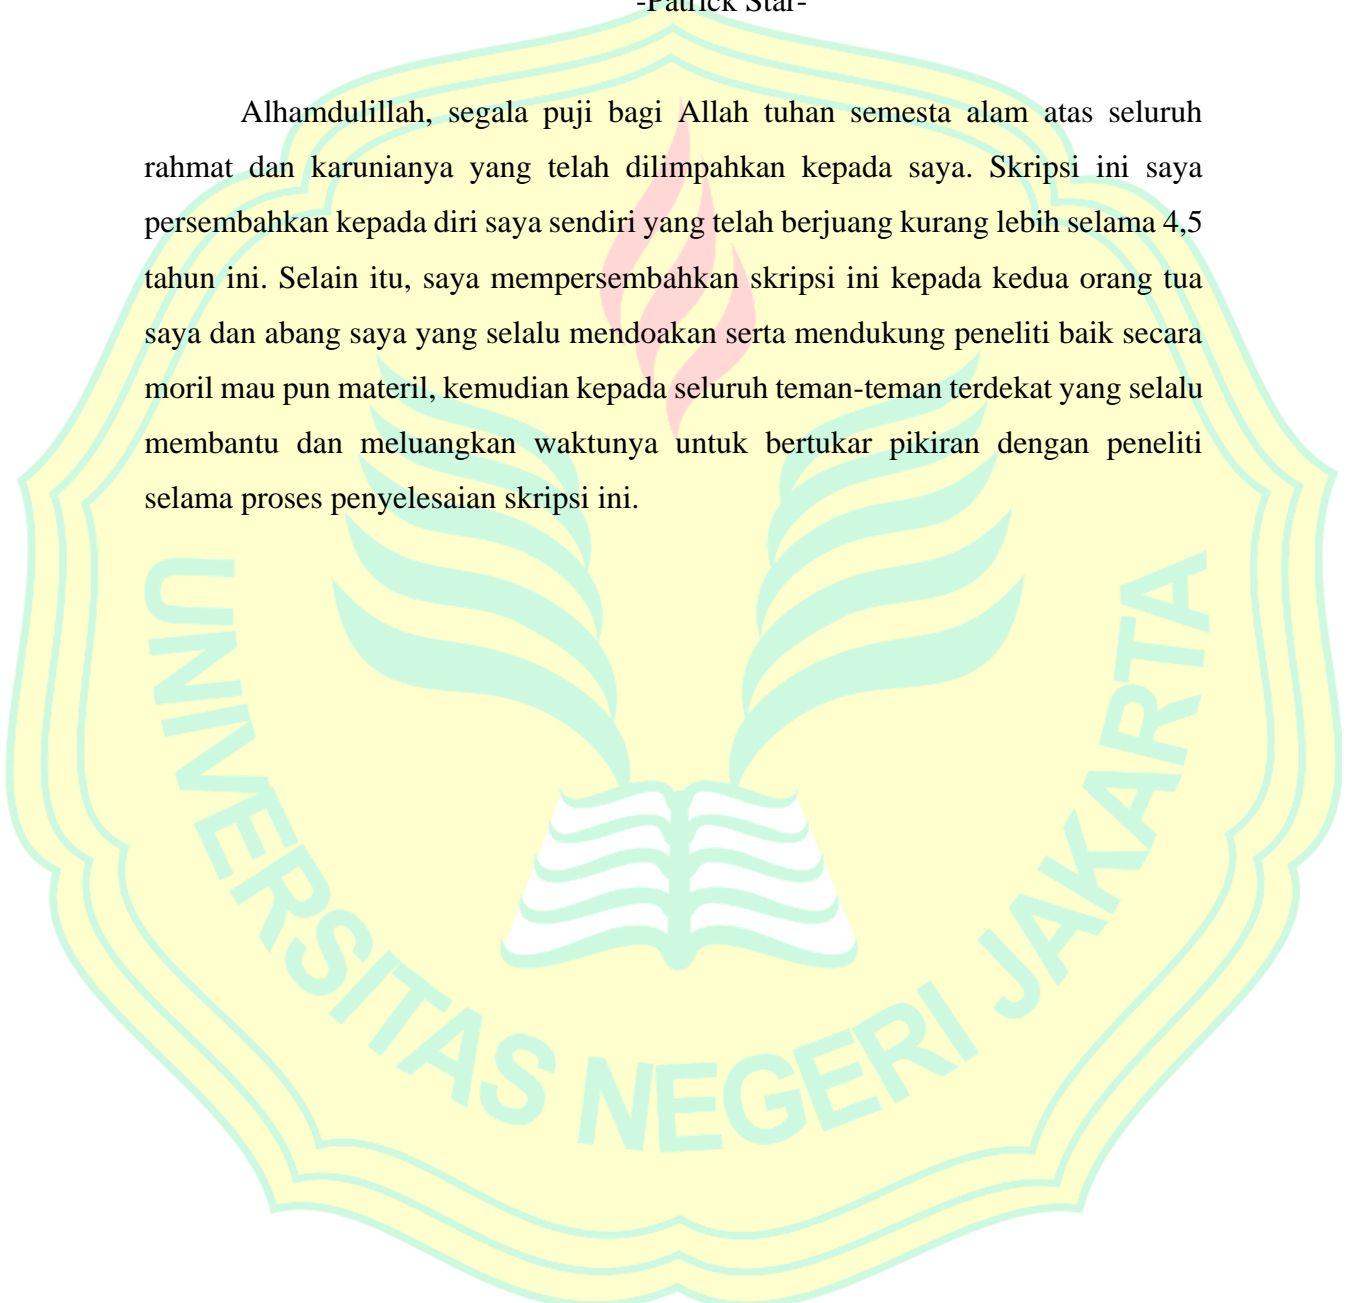 -Patrick Star-
Alhamdulillah, segala puji bagi Allah tuhan semesta alam atas seluruh
rahmat dan karunianya yang telah dilimpahkan kepada saya. Skripsi ini saya
persembahkan kepada diri saya sendiri yang telah berjuang kurang lebih selama 4,5
tahun ini. Selain itu, saya mempersembahkan skripsi ini kepada kedua orang tua
saya dan abang saya yang selalu mendoakan serta mendukung peneliti baik secara
moril mau pun materil, kemudian kepada seluruh teman-teman terdekat yang selalu
membantu dan meluangkan waktunya untuk bertukar pikiran dengan peneliti
selama proses penyelesaian skripsi ini.
UNIVERSITAS NEGERI JAKARTA